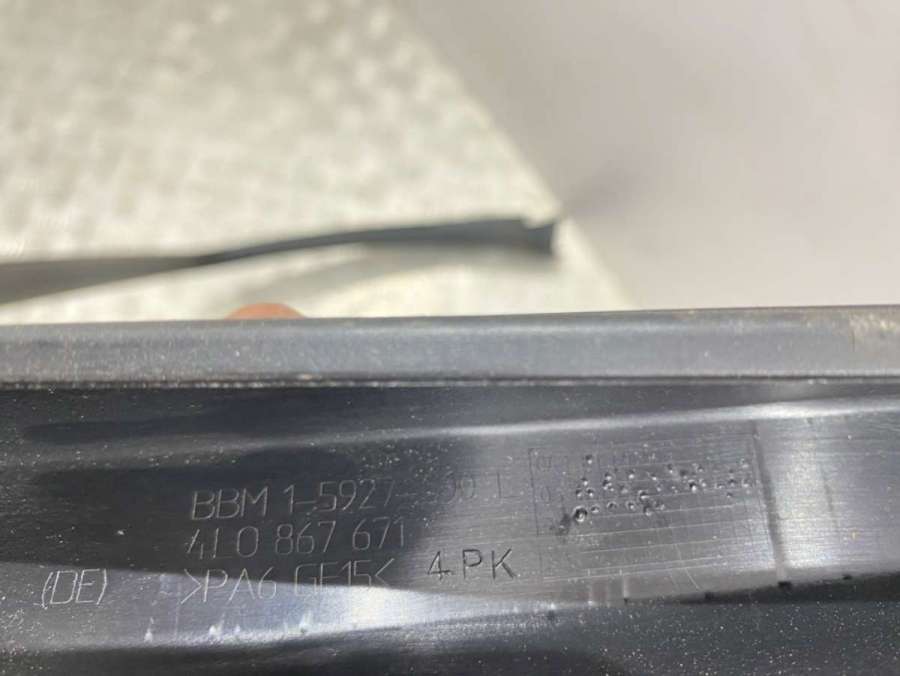 BBM 1-5927
4L0 867 671
(DE) >PA6 GF15< 4.PK